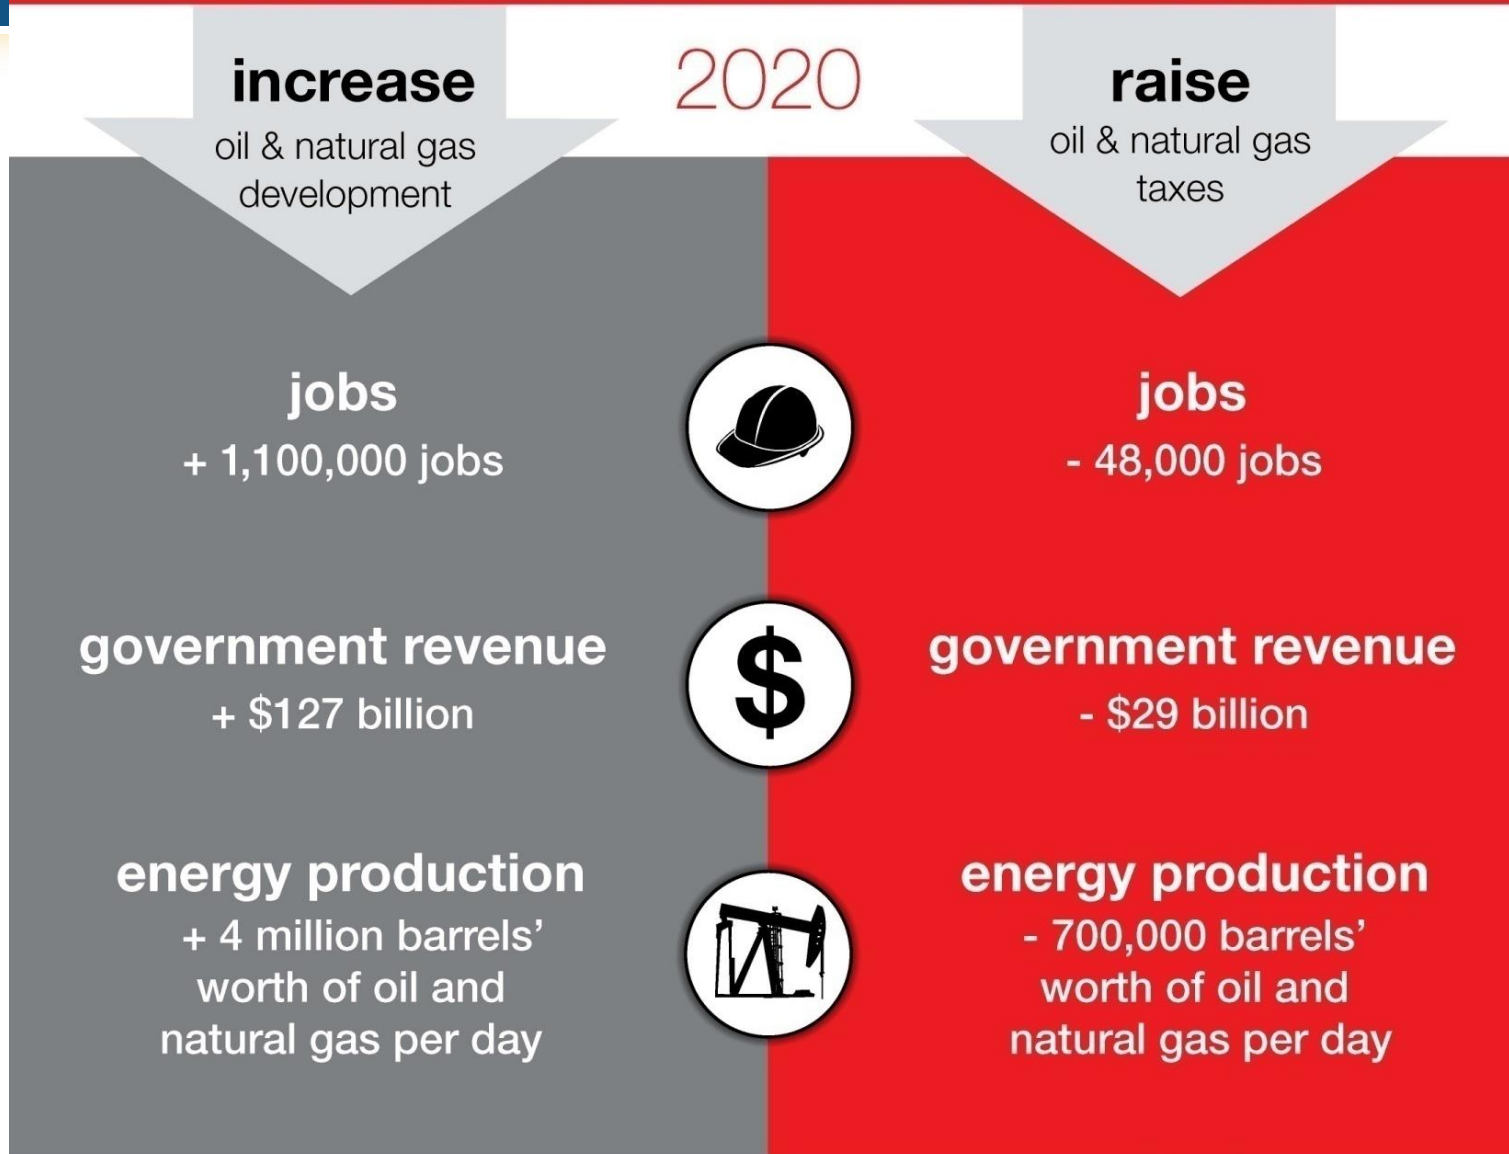 increase
oil & natural gas
development
2020
raise
oil & natural gas
taxes
jobs
+ 1,100,000 jobs
jobs
- 48,000 jobs
government revenue
+ $127 billion
$
government revenue
- $29 billion
energy production
+ 4 million barrels’
worth of oil and
natural gas per day
energy production
- 700,000 barrels’
worth of oil and
natural gas per day